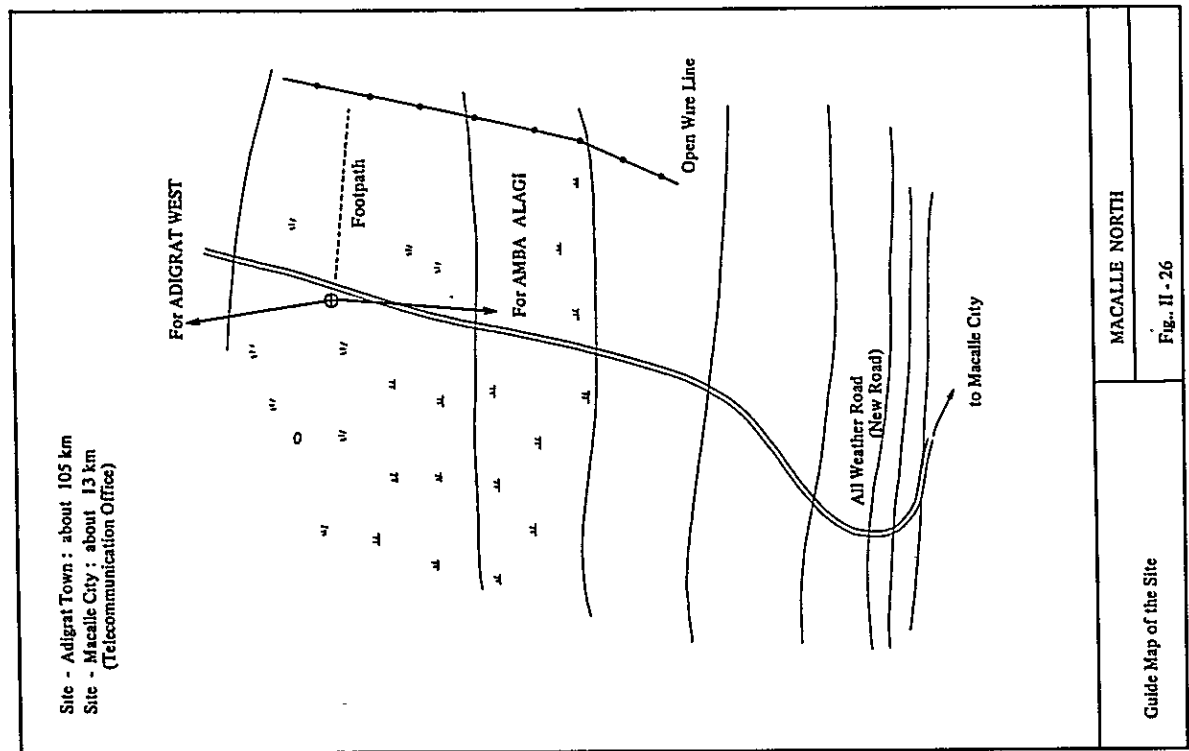 Site - Adigrat Town : about 105 km
Site - Macalle City : about 13 km
(Telecommunication Office)
For ADIGRAT WEST
Footpath
For AMBA ALAGI
Open Wire Line
All Weather Road
(New Road)
to Macalle City
Guide Map of the Site
MACALLE NORTH
Fig.. II - 26